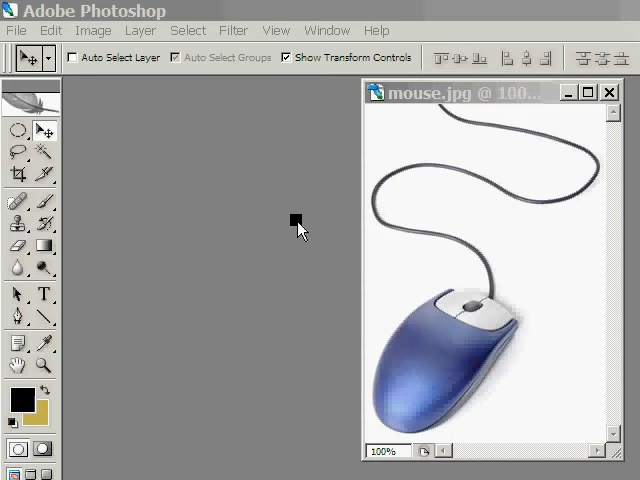 Adobe Photoshop
File Edit Image Layer Select Filter View Window Help
Auto Select Layer Auto Select Groups Show Transform Controls
mouse.jpg @ 100...
T
100%